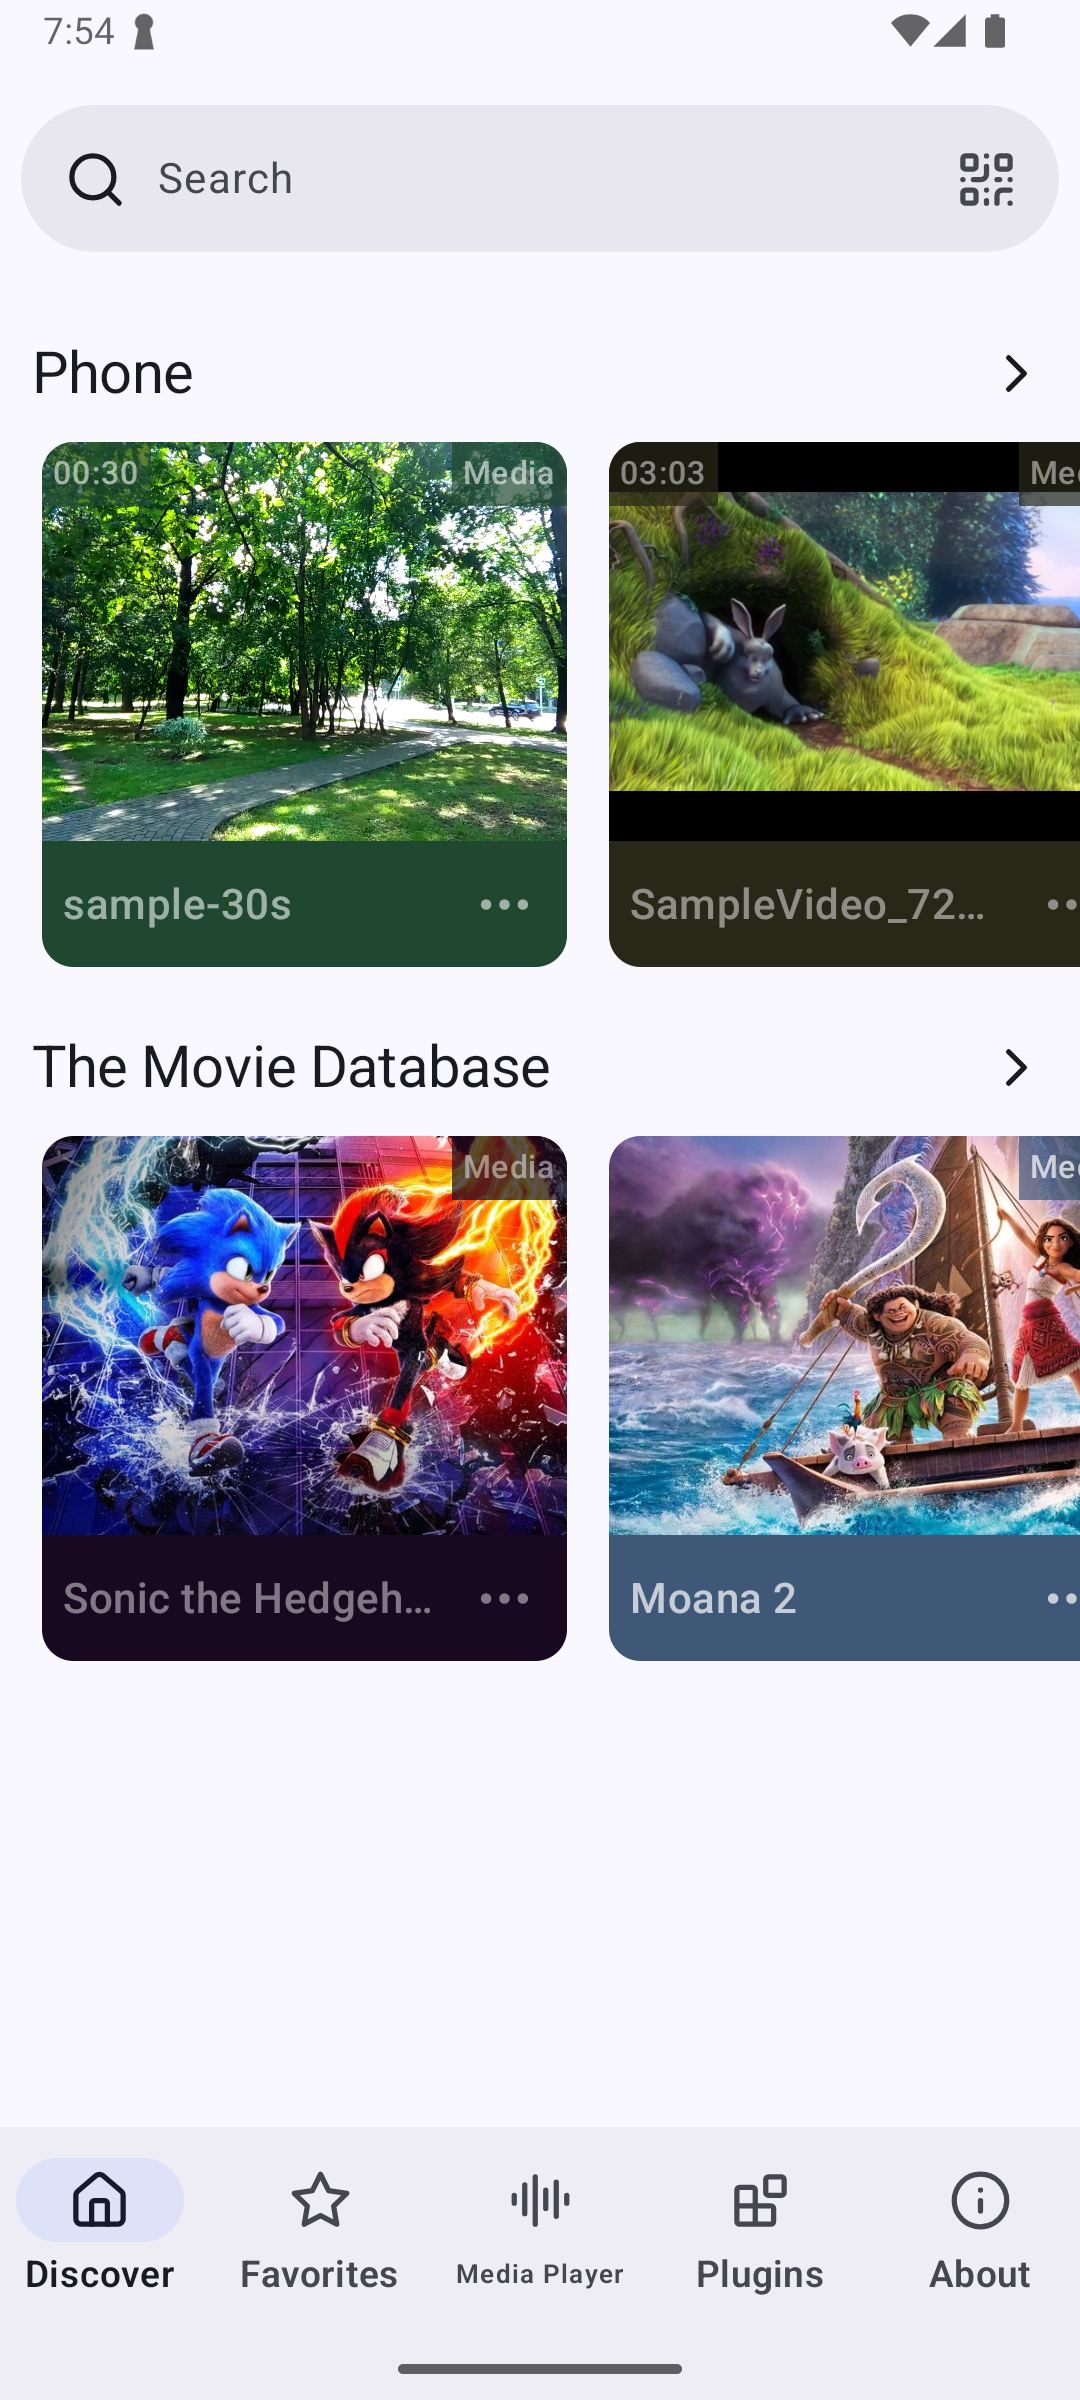 7:54
Search
Phone
00:30
Media
03:03
Med
sample-30s
SampleVideo_72...
The Movie Database
Media
Med
Sonic the Hedgeh...
Moana 2
Discover
Favorites
Media Player
Plugins
About